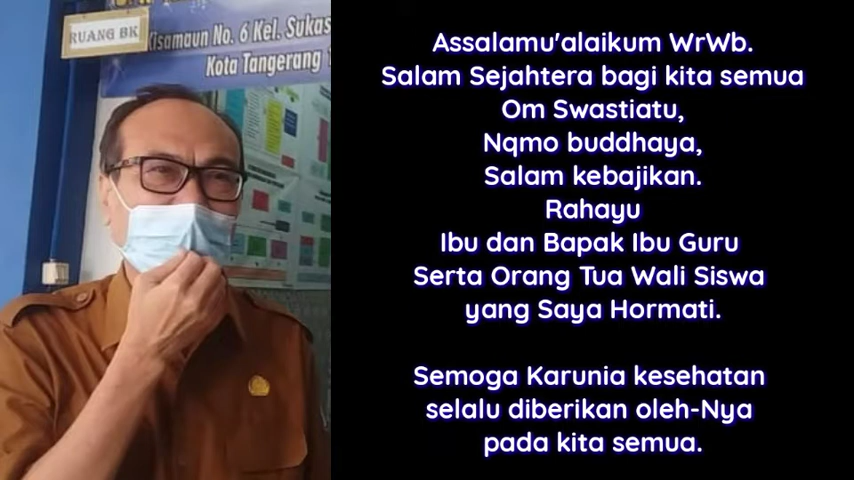 RUANG BK
Kisamaun No. 6 Kel. Sukas
Kota Tangerang 1
Assalamu'alaikum WrWb.
Salam Sejahtera bagi kita semua
Om Swastiatu,
Nqmo buddhaya,
Salam kebajikan.
Rahayu
Ibu dan Bapak Ibu Guru
Serta Orang Tua Wali Siswa
yang Saya Hormati.
Semoga Karunia kesehatan
selalu diberikan oleh-Nya
pada kita semua.